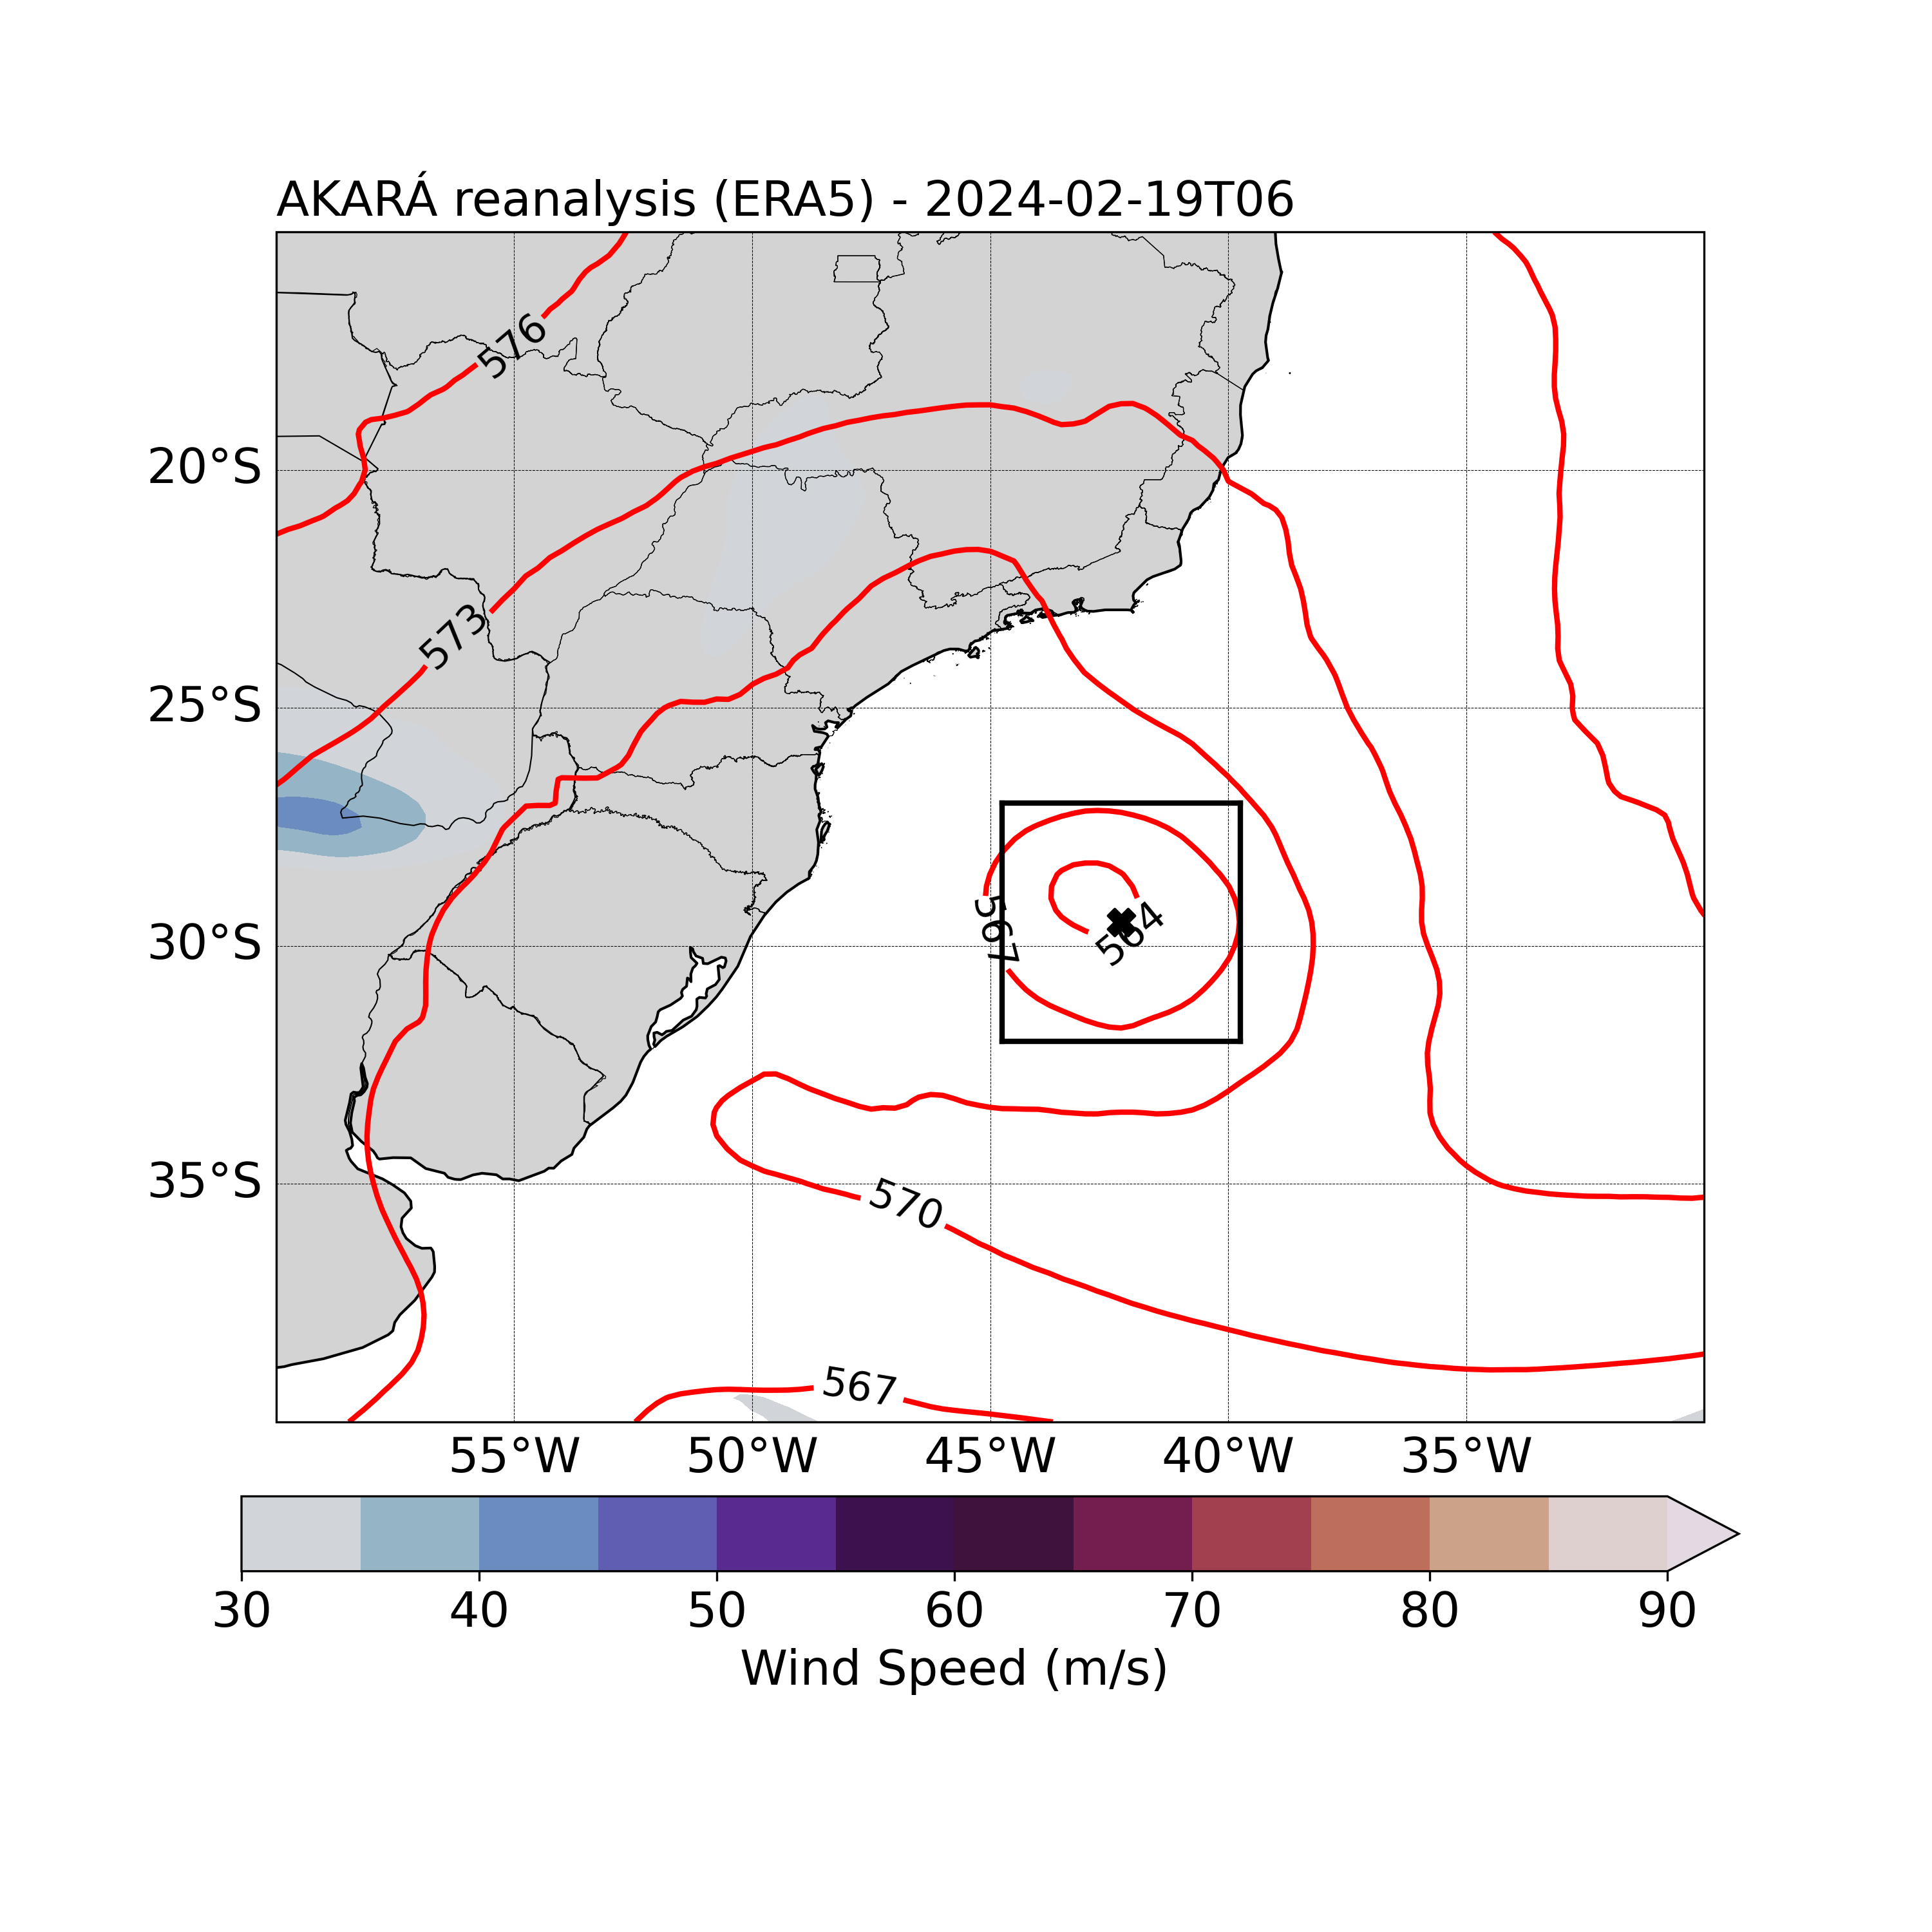 AKARÁ reanalysis (ERA5) - 2024-02-19T06
576
20°S
573
25°S
567
564
30°S
35°S
570
567
55°W 50°W 45°W 40°W 35°W
30 40 50 60 70 80 90
Wind Speed (m/s)